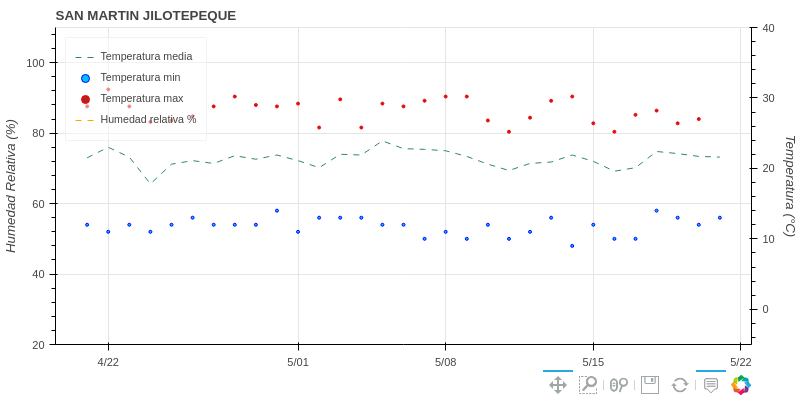 SAN MARTIN JILOTEPEQUE
Temperatura media
Temperatura min
Temperatura max
Humedad relativa %
Humedad Relativa (%)
100
80
60
40
20
Temperatura (°C)
40
30
20
10
0
4/22
5/01
5/08
5/15
5/22